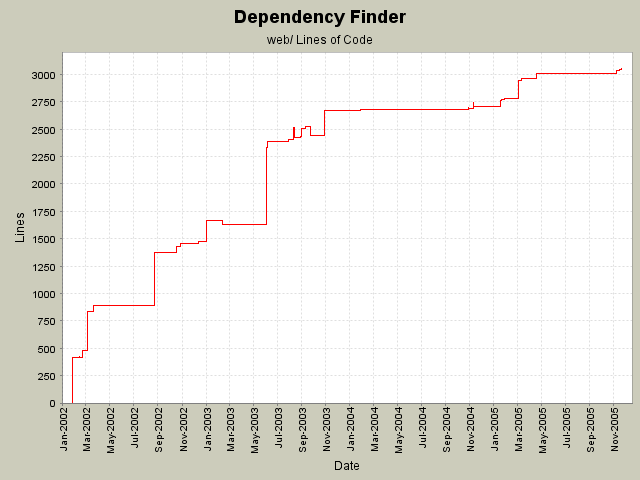 Dependency Finder
web/ Lines of Code
3000
2750
2500
2250
2000
1750
1500
1250
1000
750
500
250
0
Lines
Jan-2002
Mar-2002
May-2002
Jul-2002
Sep-2002
Nov-2002
Jan-2003
Mar-2003
May-2003
Jul-2003
Sep-2003
Nov-2003
Jan-2004
Mar-2004
May-2004
Jul-2004
Sep-2004
Nov-2004
Jan-2005
Mar-2005
May-2005
Jul-2005
Sep-2005
Nov-2005
Date